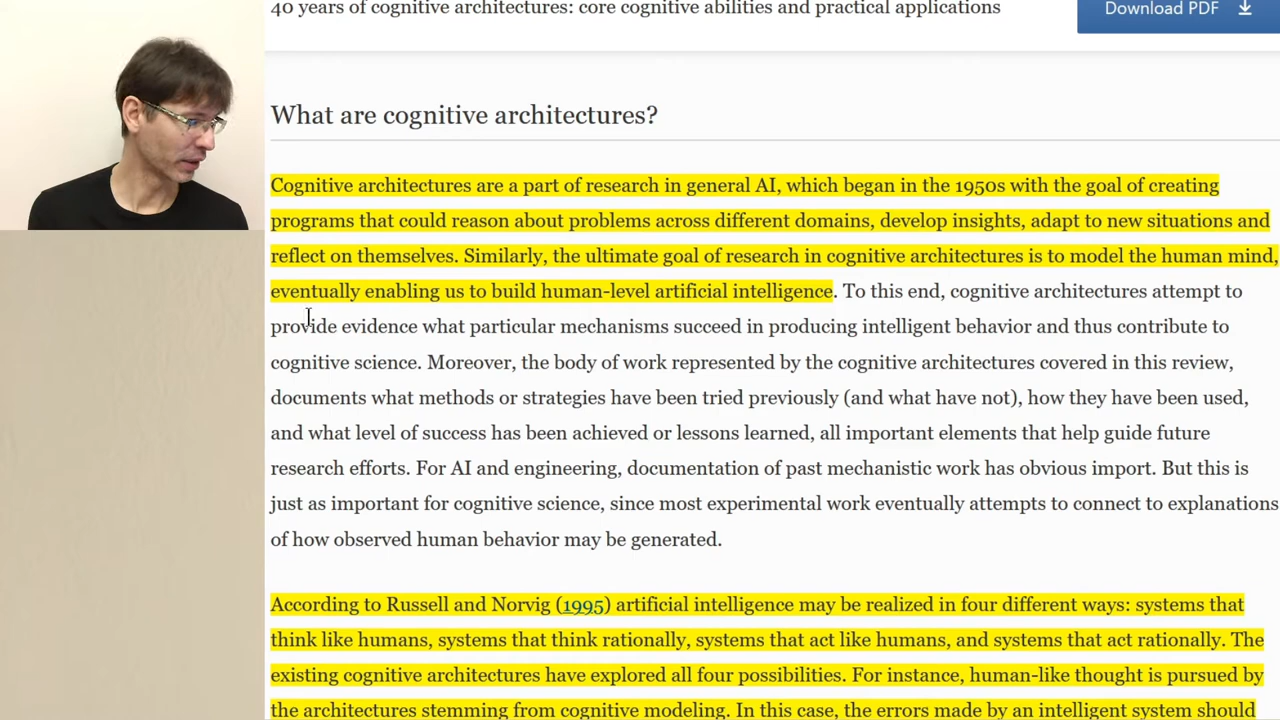 40 years of cognitive architectures: core cognitive abilities and practical applications
Download PDF
What are cognitive architectures?
Cognitive architectures are a part of research in general AI, which began in the 1950s with the goal of creating
programs that could reason about problems across different domains, develop insights, adapt to new situations and
reflect on themselves. Similarly, the ultimate goal of research in cognitive architectures is to model the human mind,
eventually enabling us to build human-level artificial intelligence. To this end, cognitive architectures attempt to
provide evidence what particular mechanisms succeed in producing intelligent behavior and thus contribute to
cognitive science. Moreover, the body of work represented by the cognitive architectures covered in this review,
documents what methods or strategies have been tried previously (and what have not), how they have been used,
and what level of success has been achieved or lessons learned, all important elements that help guide future
research efforts. For AI and engineering, documentation of past mechanistic work has obvious import. But this is
just as important for cognitive science, since most experimental work eventually attempts to connect to explanations
of how observed human behavior may be generated.
According to Russell and Norvig (1995) artificial intelligence may be realized in four different ways: systems that
think like humans, systems that think rationally, systems that act like humans, and systems that act rationally. The
existing cognitive architectures have explored all four possibilities. For instance, human-like thought is pursued by
the architectures stemming from cognitive modeling. In this case, the errors made by an intelligent system should